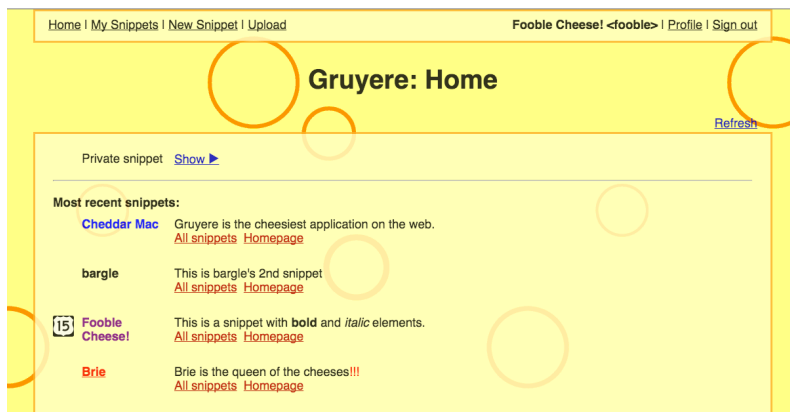 Home | My Snippets | New Snippet | Upload
Fooble Cheese! <fooble> | Profile | Sign out
Gruyere: Home
Refresh
Private snippet Show
Most recent snippets:
Cheddar Mac Gruyere is the cheesiest application on the web.
All snippets Homepage
bargle This is bargle's 2nd snippet
All snippets Homepage
15 Fooble This is a snippet with bold and italic elements.
Cheese! All snippets Homepage
Brie Brie is the queen of the cheeses!!!
All snippets Homepage